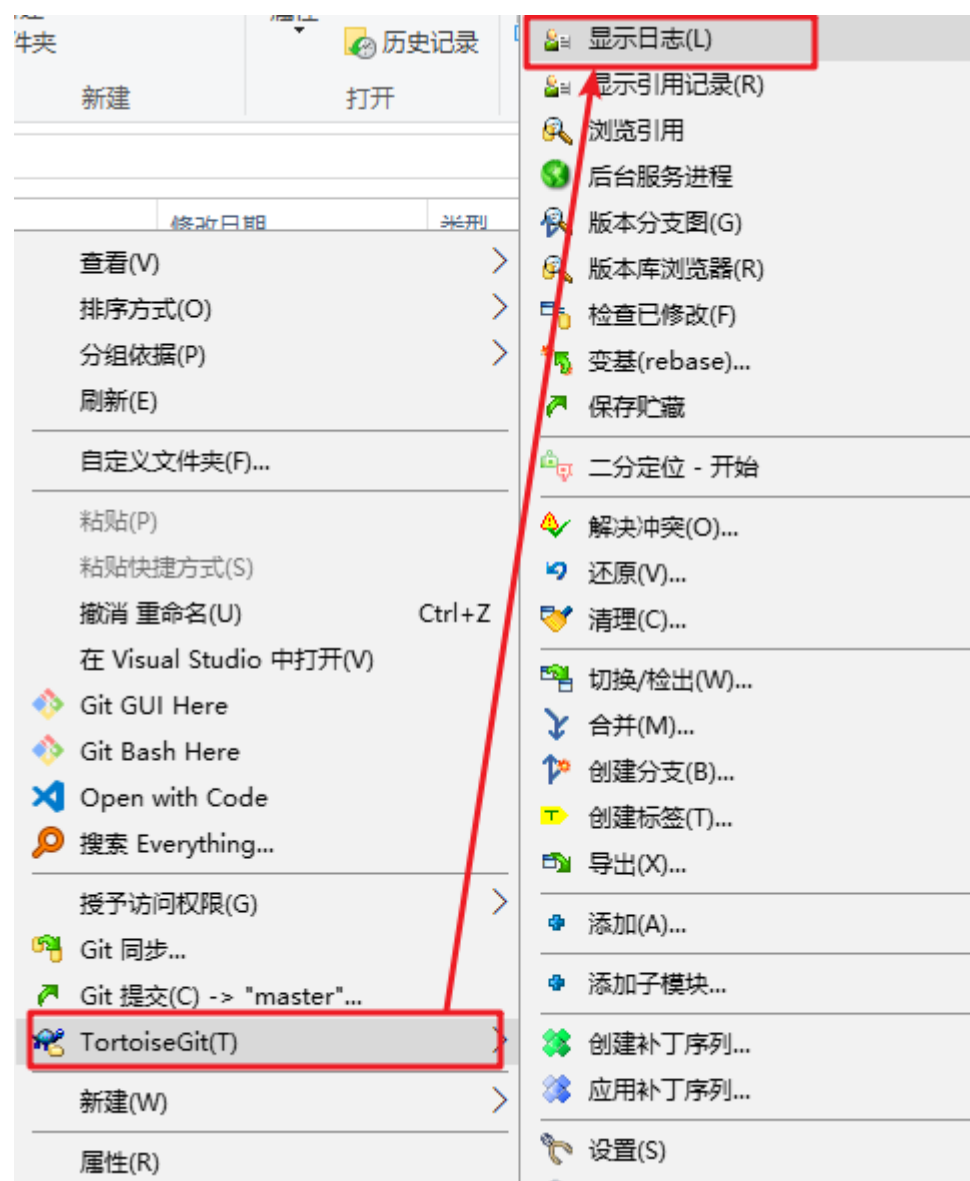 件夹
历史记录
新建
打开
修改日期
类型
查看(V)
排序方式(O)
分组依据(P)
刷新(E)
自定义文件夹(F)...
粘贴(P)
粘贴快捷方式(S)
撤消 重命名(U) Ctrl+Z
在 Visual Studio 中打开(V)
Git GUI Here
Git Bash Here
Open with Code
搜索 Everything...
授予访问权限(G)
Git 同步...
Git 提交(C) -> "master"...
TortoiseGit(T)
新建(W)
属性(R)
显示日志(L)
显示引用记录(R)
浏览引用
后台服务进程
版本分支图(G)
版本库浏览器(R)
检查已修改(F)
变基(rebase)...
保存贮藏
二分定位 - 开始
解决冲突(O)...
还原(V)...
清理(C)...
切换/检出(W)...
合并(M)...
创建分支(B)...
创建标签(T)...
导出(X)...
添加(A)...
添加子模块...
创建补丁序列...
应用补丁序列...
设置(S)